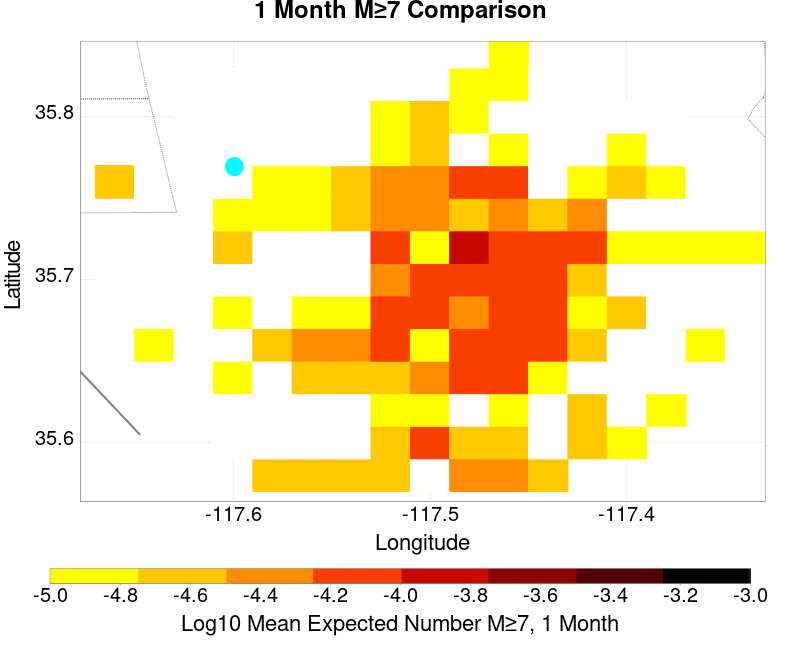 1 Month M≥7 Comparison
35.8
35.7
35.6
Latitude
-117.6 -117.5 -117.4
Longitude
-5.0 -4.8 -4.6 -4.4 -4.2 -4.0 -3.8 -3.6 -3.4 -3.2 -3.0
Log10 Mean Expected Number M≥7, 1 Month